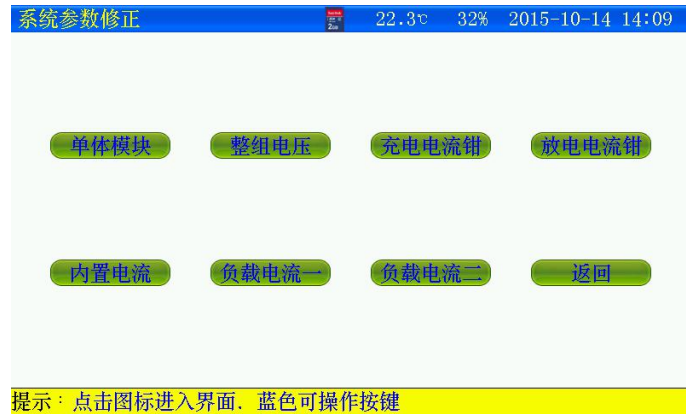 系统参数修正 22.3℃ 32% 2015-10-14 14:09
单体模块 整组电压 充电电流钳 放电电流钳
内置电流 负载电流一 负载电流二 返回
提示：点击图标进入界面. 蓝色可操作按键